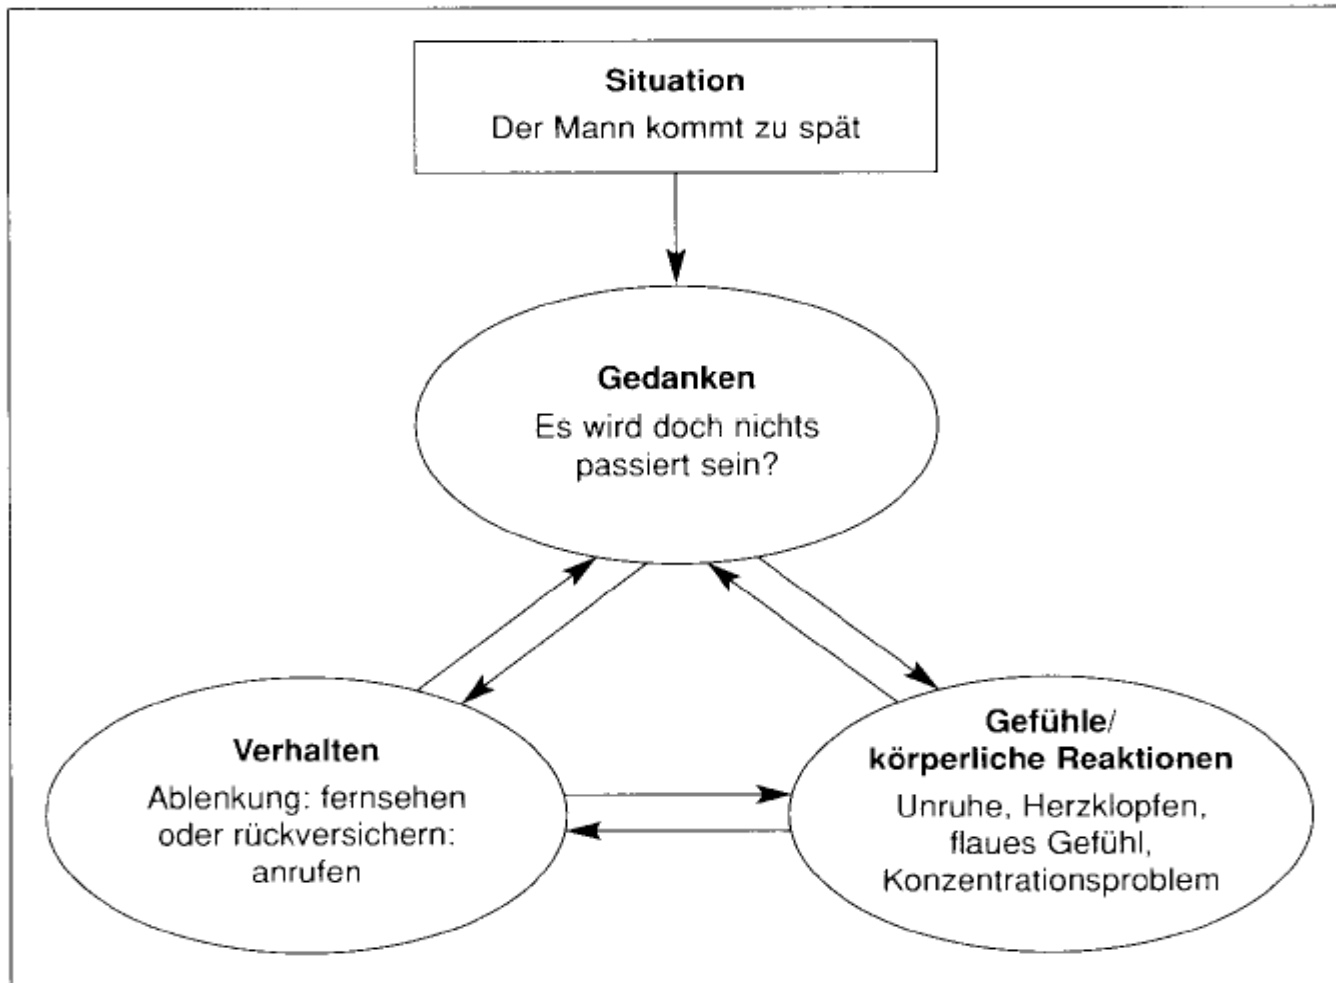 Situation
Der Mann kommt zu spät
Gedanken
Es wird doch nichts
passiert sein?
Verhalten
Ablenkung: fernsehen
oder rückversichern:
anrufen
Gefühle/
körperliche Reaktionen
Unruhe, Herzklopfen,
flaues Gefühl,
Konzentrationsproblem